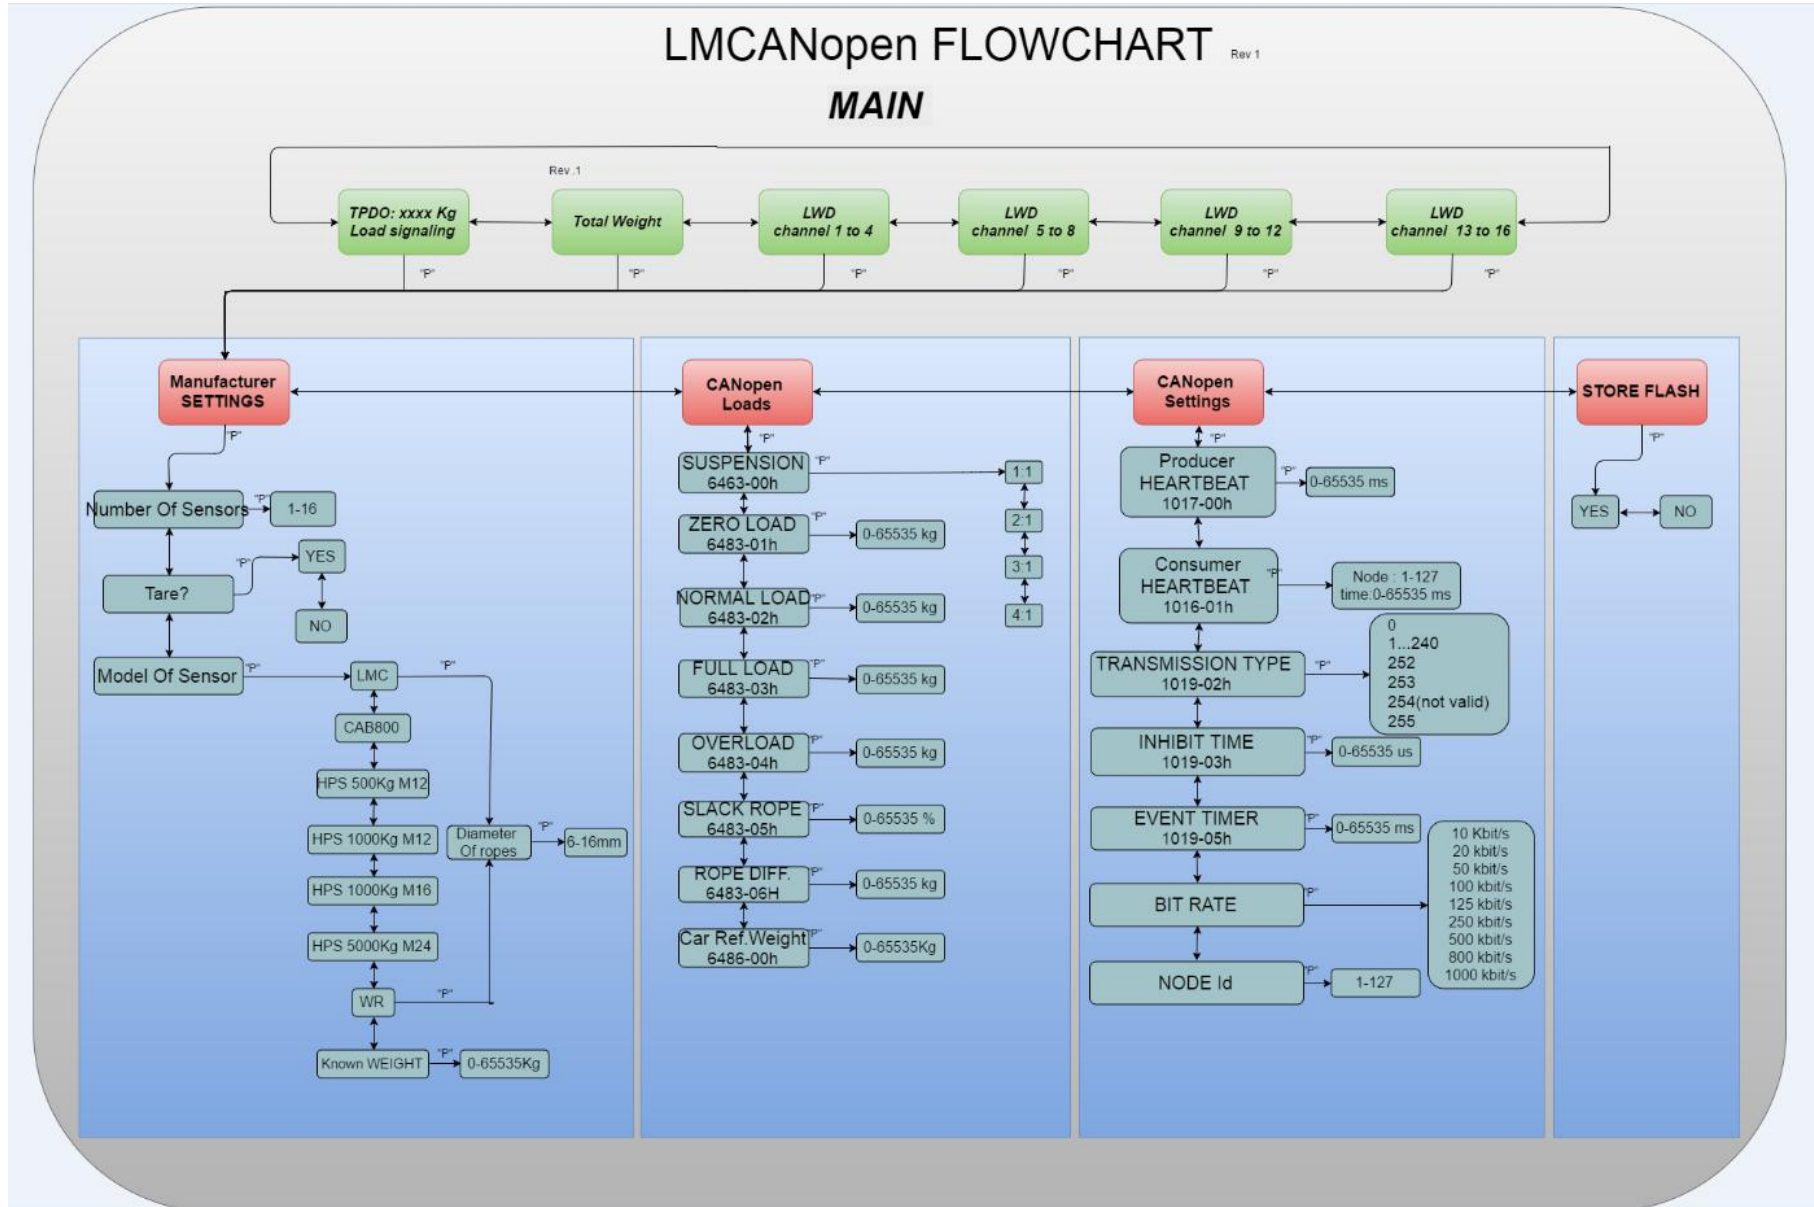 LMCANopen FLOWCHART Rev 1
MAIN
Rev .1
TPDO: xxxx Kg
Load signaling
Total Weight
LWD
channel 1 to 4
LWD
channel 5 to 8
LWD
channel 9 to 12
LWD
channel 13 to 16
"P"
"P"
"P"
"P"
"P"
"P"
Manufacturer
SETTINGS
"P"
Number Of Sensors
"P"
1-16
Tare?
"P"
YES
NO
Model Of Sensor
"P"
LMC
"P"
CAB800
HPS 500Kg M12
HPS 1000Kg M12
HPS 1000Kg M16
HPS 5000Kg M24
WR
"P"
Diameter
Of ropes
"P"
6-16mm
Known WEIGHT
"P"
0-65535Kg
CANopen
Loads
"P"
SUSPENSION
6463-00h
"P"
1:1
2:1
3:1
4:1
ZERO LOAD
6483-01h
"P"
0-65535 kg
NORMAL LOAD
6483-02h
"P"
0-65535 kg
FULL LOAD
6483-03h
"P"
0-65535 kg
OVERLOAD
6483-04h
"P"
0-65535 kg
SLACK ROPE
6483-05h
"P"
0-65535 %
ROPE DIFF.
6483-06H
"P"
0-65535 kg
Car Ref.Weight
6486-00h
"P"
0-65535Kg
CANopen
Settings
"P"
Producer
HEARTBEAT
1017-00h
"P"
0-65535 ms
Consumer
HEARTBEAT
1016-01h
"P"
Node : 1-127
time:0-65535 ms
TRANSMISSION TYPE
1019-02h
"P"
0
1...240
252
253
254(not valid)
255
INHIBIT TIME
1019-03h
"P"
0-65535 us
EVENT TIMER
1019-05h
"P"
0-65535 ms
BIT RATE
"P"
10 Kbit/s
20 kbit/s
50 kbit/s
100 kbit/s
125 kbit/s
250 kbit/s
500 kbit/s
800 kbit/s
1000 kbit/s
NODE Id
"P"
1-127
STORE FLASH
"P"
YES
NO